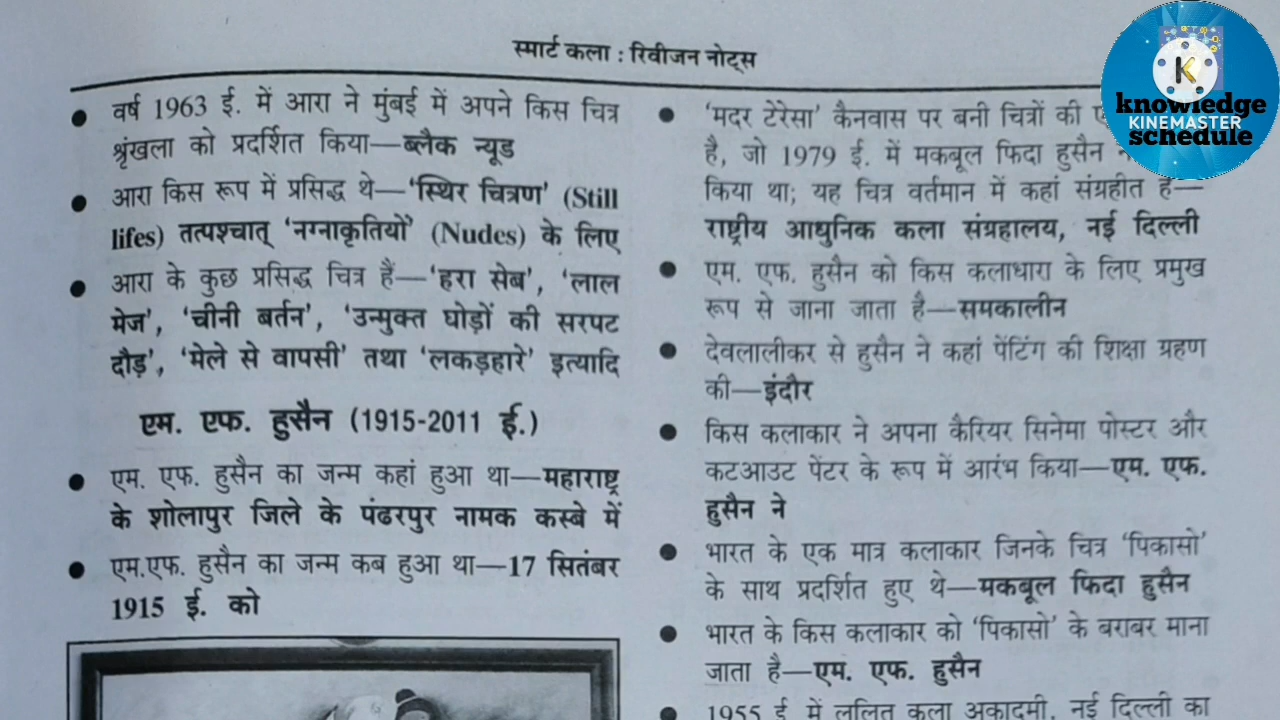 स्मार्ट कला : रिवीजन नोट्स
knowledge
KINEMASTER
schedule
वर्ष 1963 ई. में आरा ने मुंबई में अपने किस चित्र
श्रृंखला को प्रदर्शित किया—ब्लैक न्यूड
आरा किस रूप में प्रसिद्ध थे—‘स्थिर चित्रण’ (Still
lifes) तत्पश्चात् ‘नग्नाकृतियों’ (Nudes) के लिए
आरा के कुछ प्रसिद्ध चित्र हैं—‘हरा सेब’, ‘लाल
मेज’, ‘चीनी बर्तन’, ‘उन्मुक्त घोड़ों की सरपट
दौड़’, ‘मेले से वापसी’ तथा ‘लकड़हारे’ इत्यादि
एम. एफ. हुसैन (1915-2011 ई.)
एम. एफ. हुसैन का जन्म कहां हुआ था—महाराष्ट्र
के शोलापुर जिले के पंढरपुर नामक कस्बे में
एम.एफ. हुसैन का जन्म कब हुआ था—17 सितंबर
1915 ई. को
‘मदर टेरेसा’ कैनवास पर बनी चित्रों की
है, जो 1979 ई. में मकबूल फिदा हुसैन
किया था; यह चित्र वर्तमान में कहां संग्रहीत है—
राष्ट्रीय आधुनिक कला संग्रहालय, नई दिल्ली
एम. एफ. हुसैन को किस कलाधारा के लिए प्रमुख
रूप से जाना जाता है—समकालीन
देवलालीकर से हुसैन ने कहां पेंटिंग की शिक्षा ग्रहण
की—इंदौर
किस कलाकार ने अपना कैरियर सिनेमा पोस्टर और
कटआउट पेंटर के रूप में आरंभ किया—एम. एफ.
हुसैन ने
भारत के एक मात्र कलाकार जिनके चित्र ‘पिकासो’
के साथ प्रदर्शित हुए थे—मकबूल फिदा हुसैन
भारत के किस कलाकार को ‘पिकासो’ के बराबर माना
जाता है—एम. एफ. हुसैन
1955 ई. में ललित कला अकादमी, नई दिल्ली का